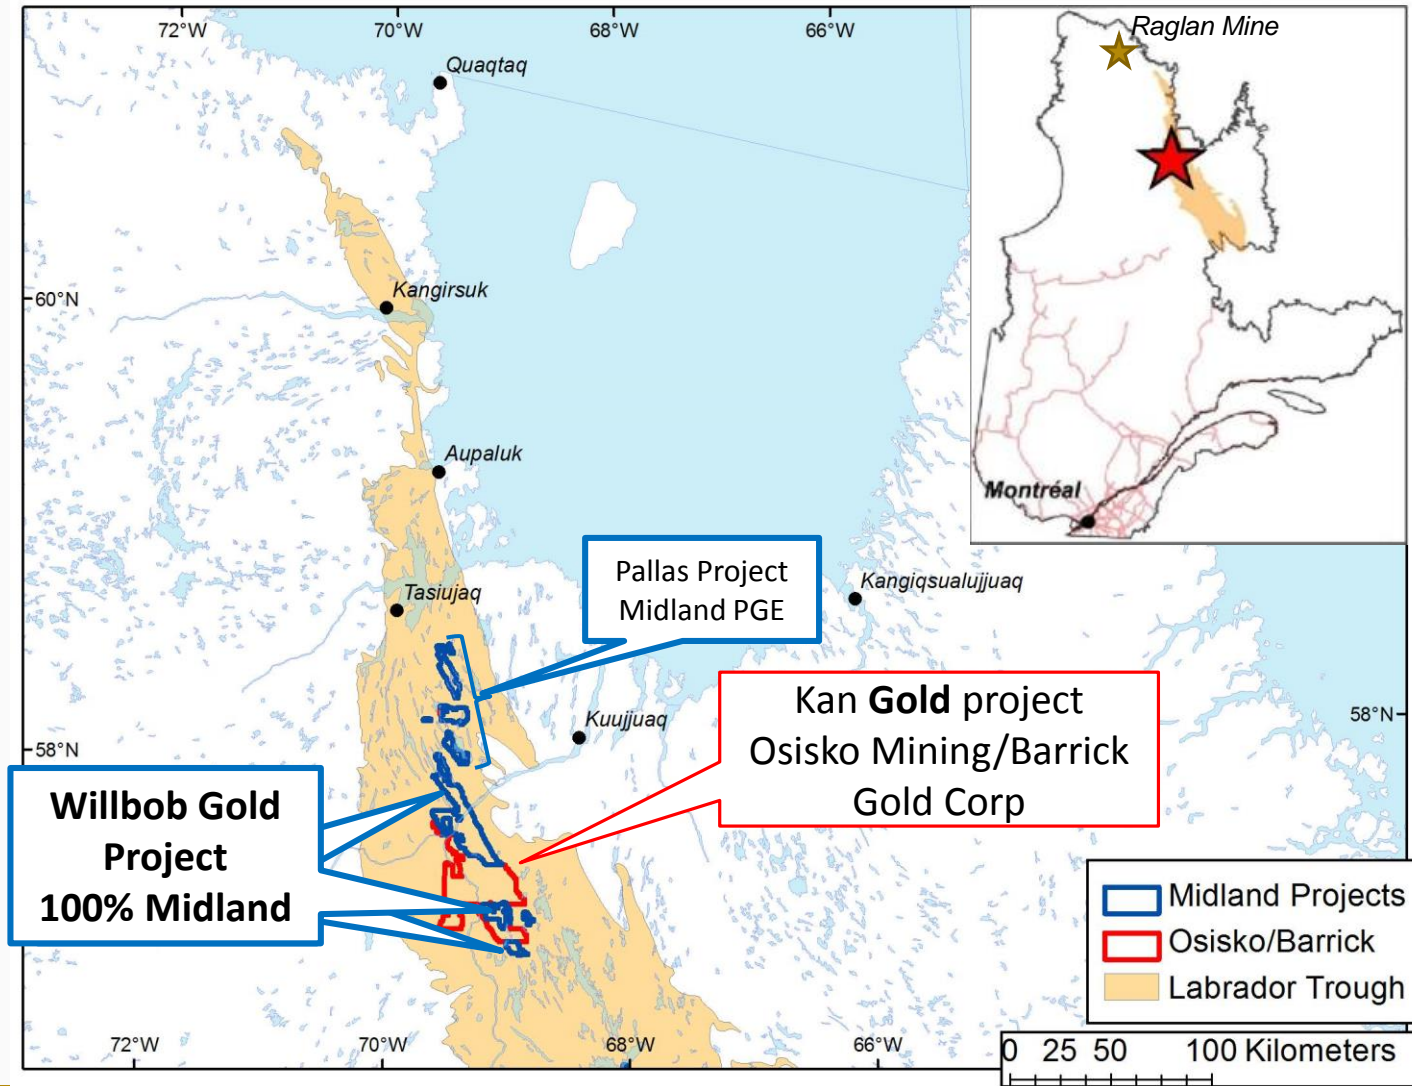 72°W
70°W
68°W
66°W
Raglan Mine
Quaqtaq
60°N
Kangirsuk
Aupaluk
Montréal
Pallas Project
Midland PGE
Tasiujaq
Kangiqsualujjuaq
Kan Gold project
Osisko Mining/Barrick
Gold Corp
Kuujjuaq
58°N
58°N
Willbob Gold
Project
100% Midland
Midland Projects
Osisko/Barrick
Labrador Trough
72°W
70°W
68°W
66°W
0 25 50 100 Kilometers